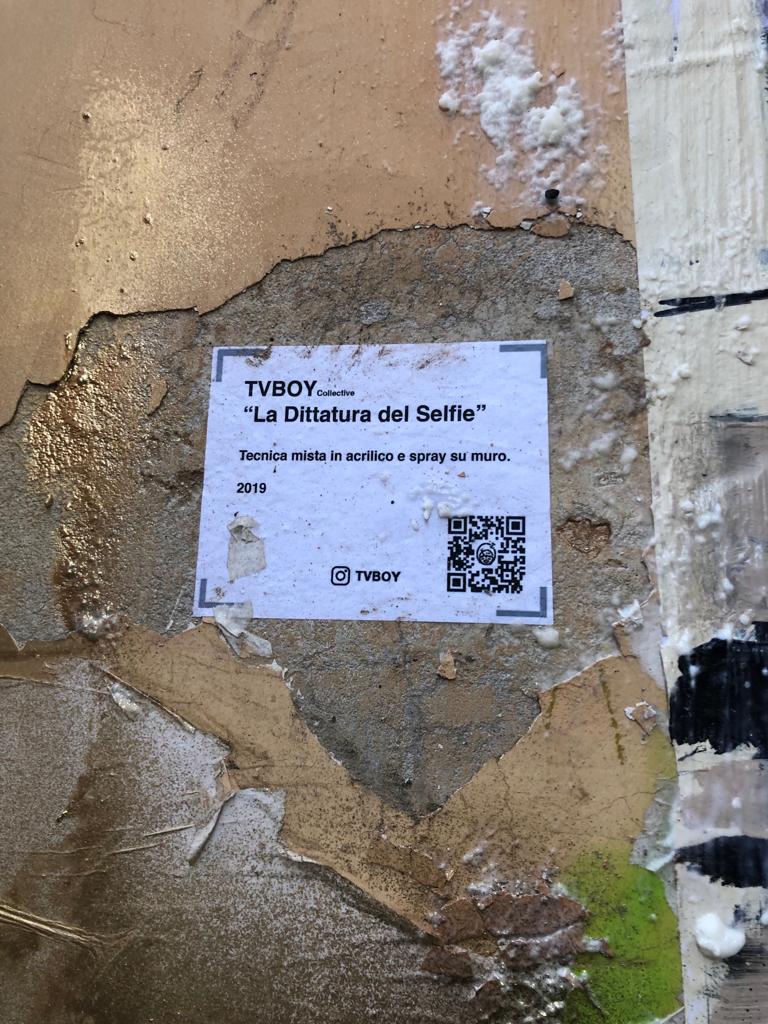 TVBOY Collective
“La Dittatura del Selfie”
Tecnica mista in acrilico e spray su muro.
2019
TVBOY